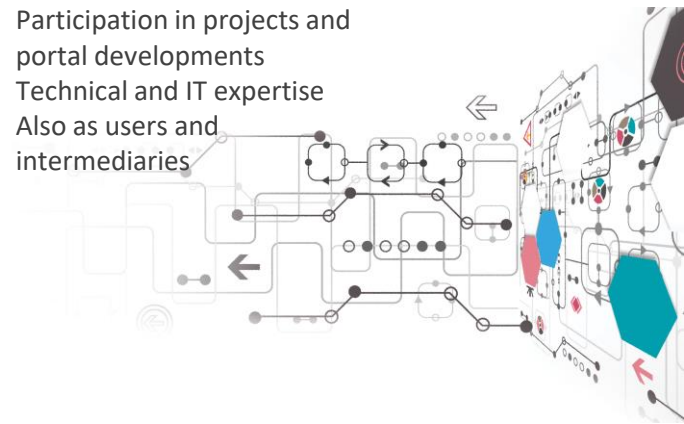 Participation in projects and
portal developments
Technical and IT expertise
Also as users and
intermediaries